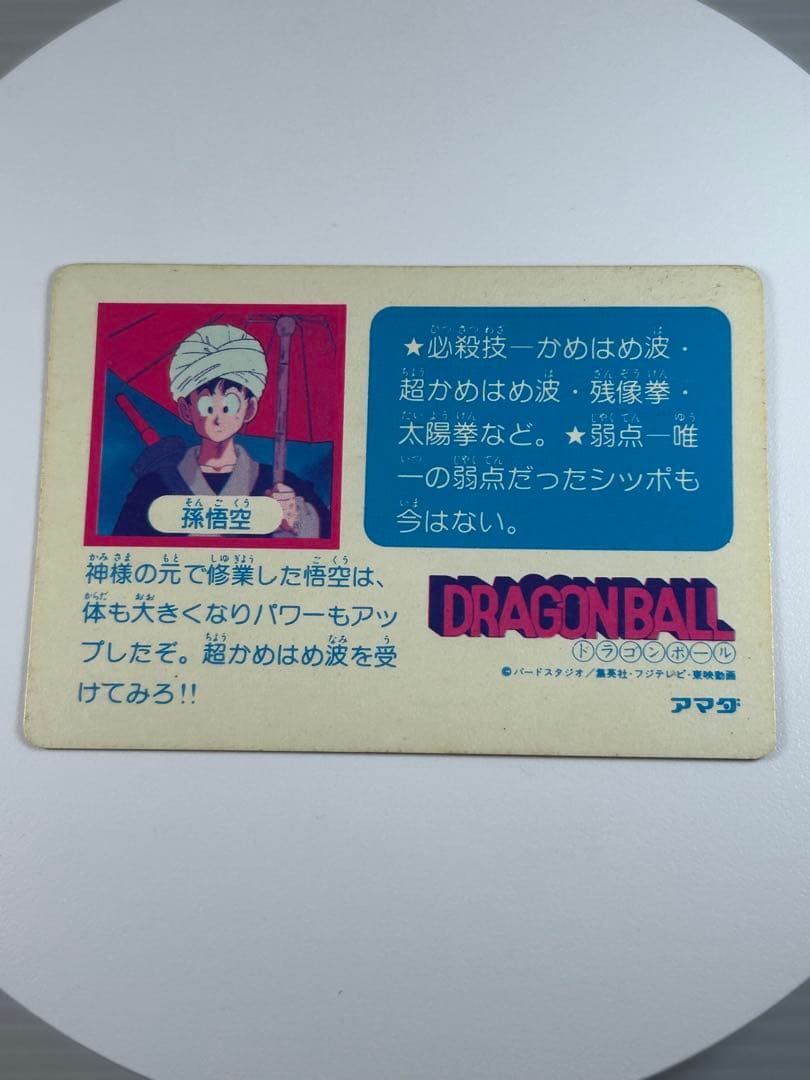 孫悟空
神様の元で修業した悟空は、
体も大きくなりパワーもアッ
プしたぞ。超かめはめ波を受
けてみろ!!
★必殺技―かめはめ波・
超かめはめ波・残像拳・
太陽拳など。★弱点―唯
一の弱点だったシッポも
今はない。
DRAGON BALL
ドラゴンボール
©バードスタジオ/集英社・フジテレビ・東映動画
アマダ